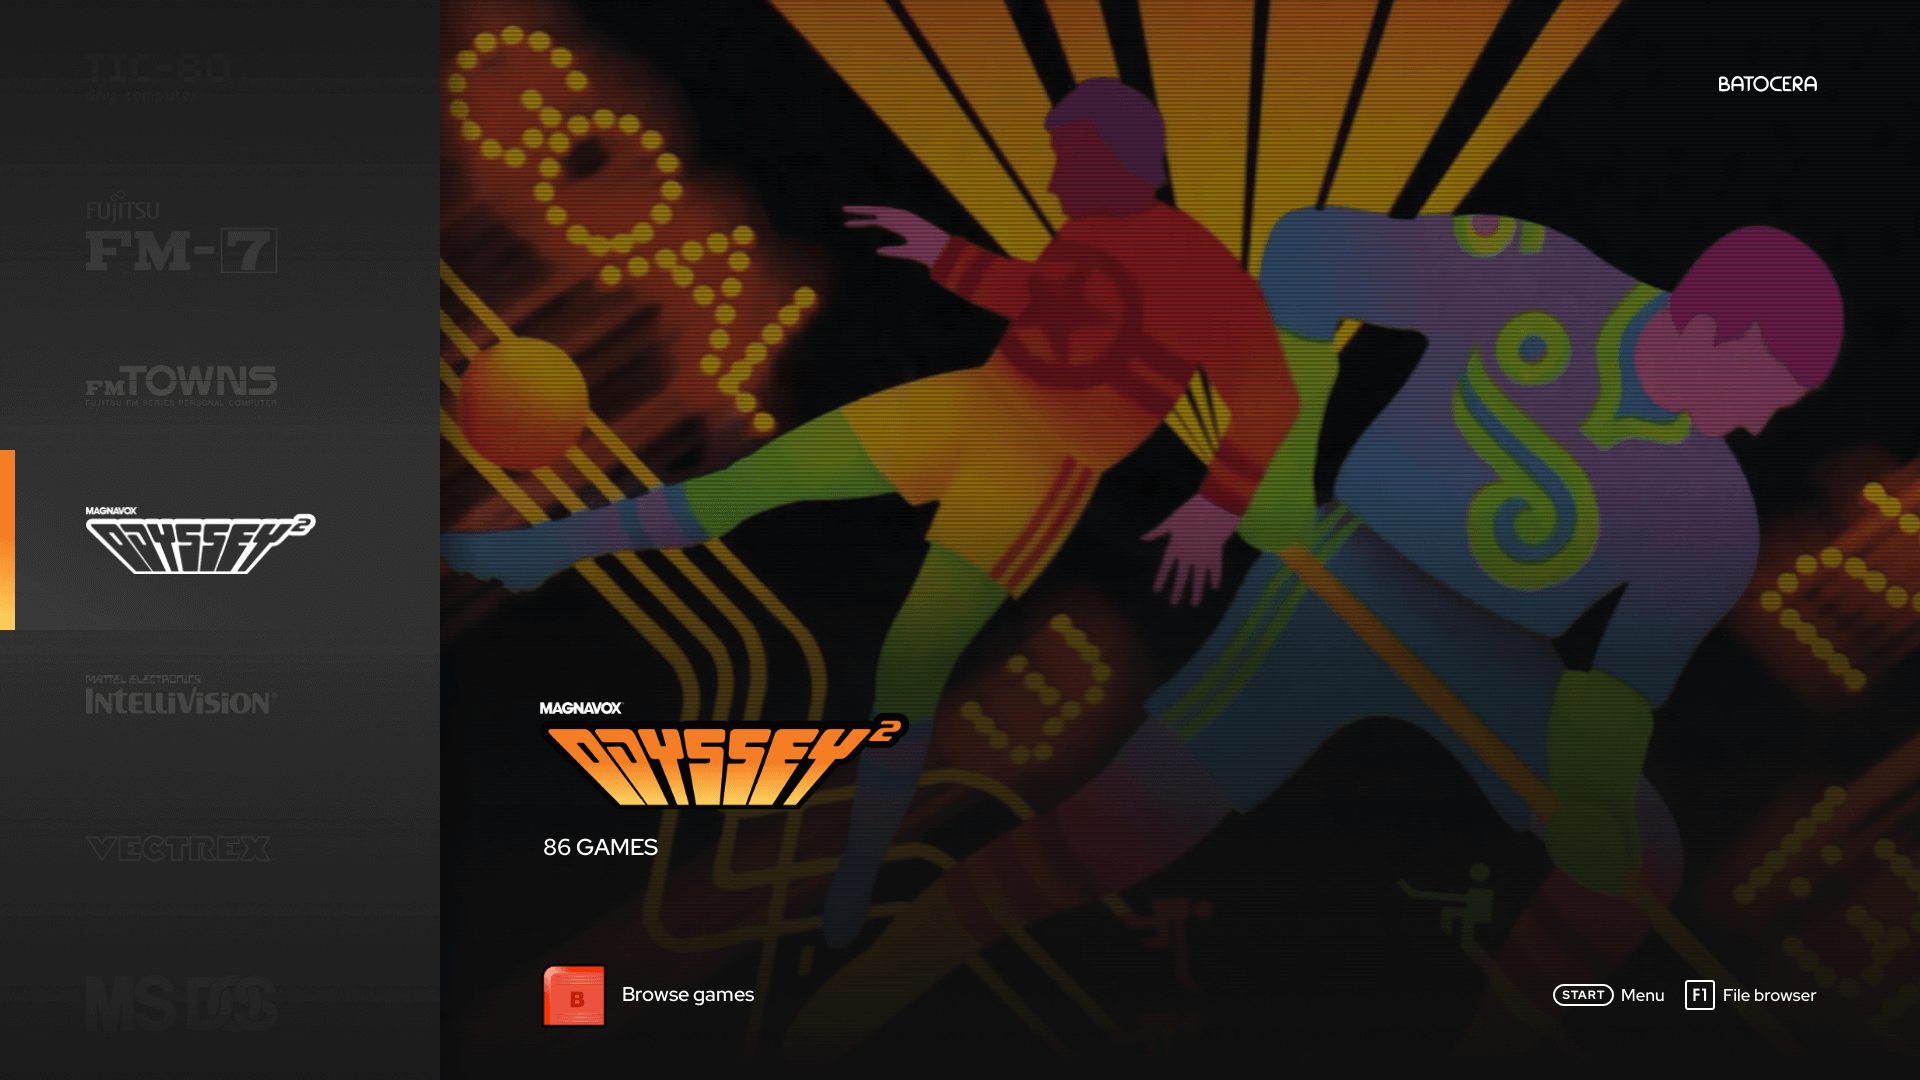 TIC-80
tiny computer
FUJITSU
FM-7
FM TOWNS
FUJITSU FM SERIES PERSONAL COMPUTER
MAGNAVOX
ODYSSEY²
MATTEL ELECTRONICS
INTELLIVISION®
VECTREX
MS DOS
BATOCERA
MAGNAVOX
ODYSSEY²
86 GAMES
B
Browse games
START Menu F1 File browser